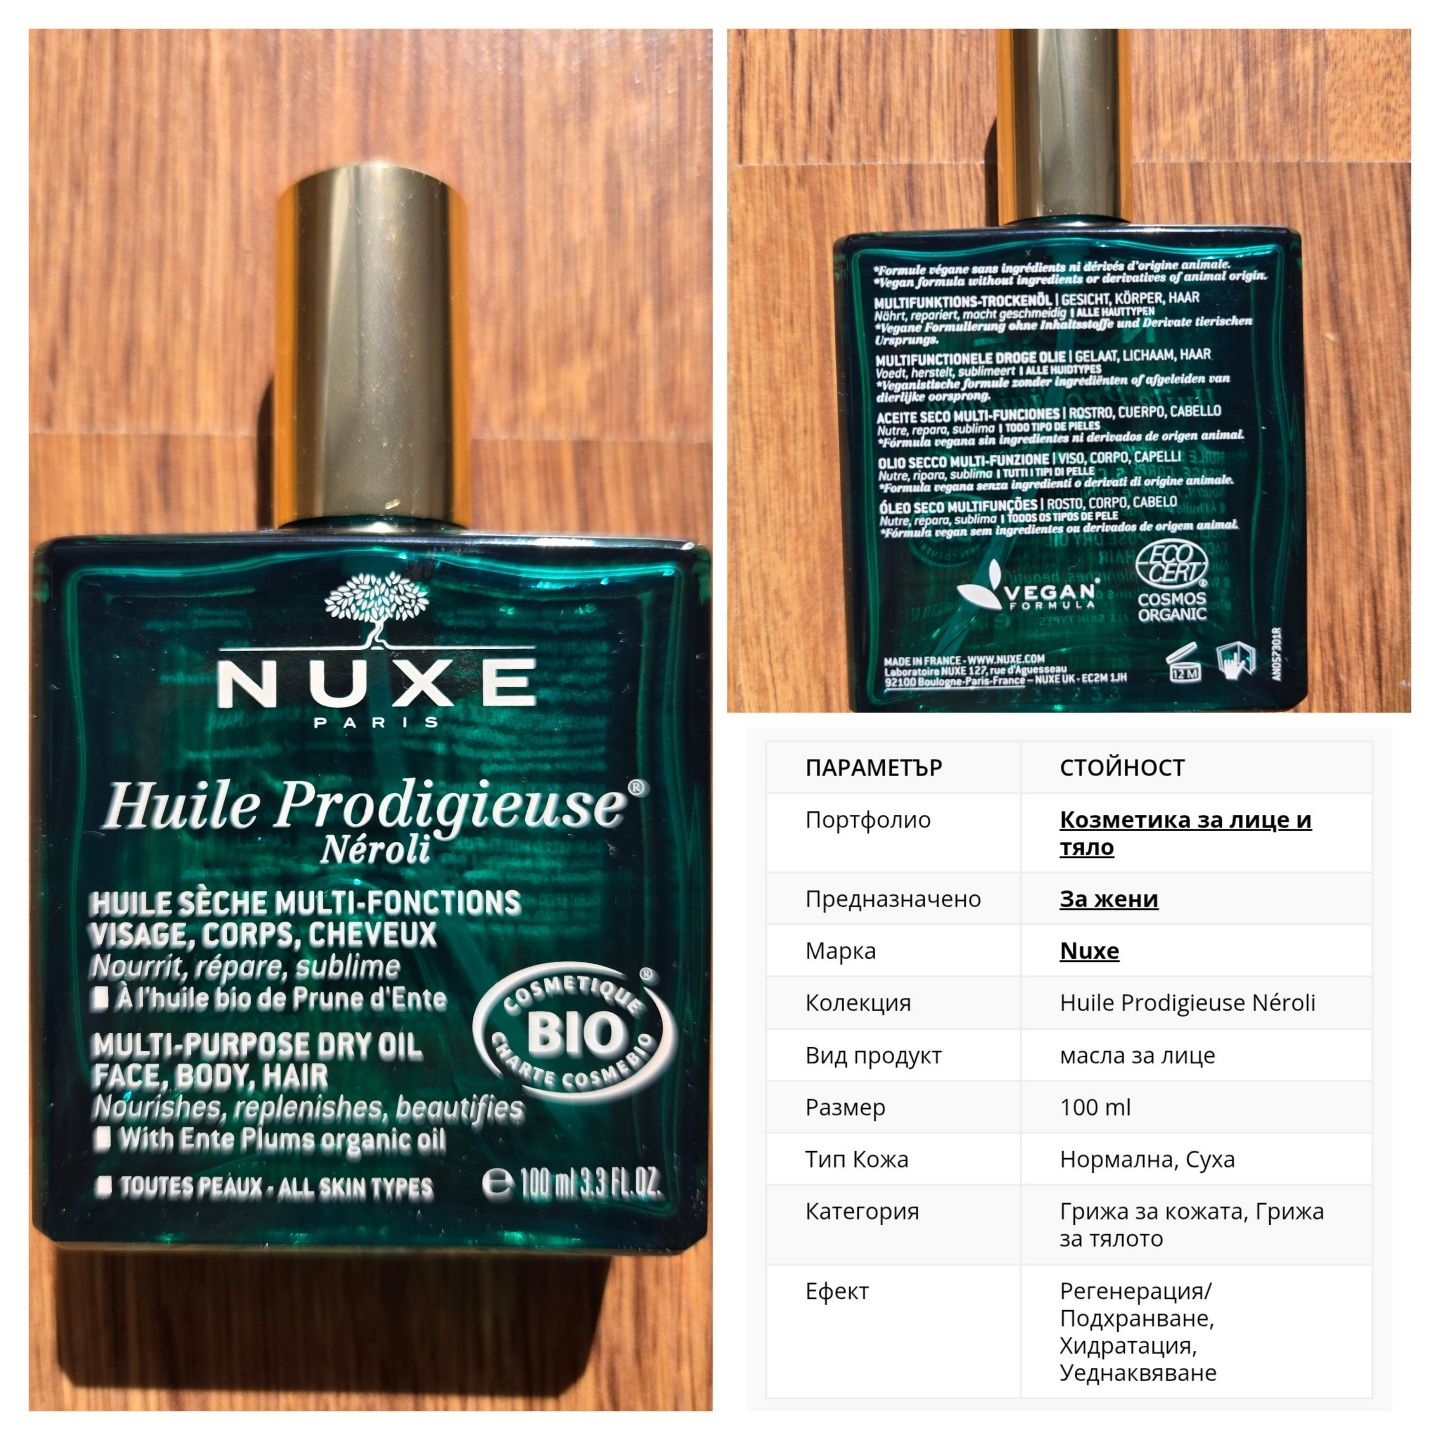 NUXE
PARIS
Huile Prodigieuse®
Néroli
HUILE SÈCHE MULTI-FONCTIONS
VISAGE, CORPS, CHEVEUX
Nourrit, répare, sublime
À l'huile bio de Prune d'Ente
MULTI-PURPOSE DRY OIL
FACE, BODY, HAIR
Nourishes, replenishes, beautifies
With Ente Plums organic oil
TOUTES PEAUX - ALL SKIN TYPES
COSMETIQUE
BIO
CHARTE COSMEBIO
®
℮ 100 ml 3.3 FL.OZ.
*Formule végane sans ingrédients ni dérivés d'origine animale.
*Vegan formula without ingredients or derivatives of animal origin.
MULTIFUNKTIONS-TROCKENÖL | GESICHT, KÖRPER, HAAR
Nährt, repariert, macht geschmeidig | ALLE HAUTTYPEN
*Vegane Formulierung ohne Inhaltsstoffe und Derivate tierischen
Ursprungs.
MULTIFUNCTIONELE DROGE OLIE | GELAAT, LICHAAM, HAAR
Voedt, herstelt, sublimeert | ALLE HUIDTYPES
*Veganistische formule zonder ingrediënten of afgeleiden van
dierlijke oorsprong.
ACEITE SECO MULTI-FUNCIONES | ROSTRO, CUERPO, CABELLO
Nutre, repara, sublima | TODO TIPO DE PIELES
*Fórmula vegana sin ingredientes ni derivados de origen animal.
OLIO SECCO MULTI-FUNZIONE | VISO, CORPO, CAPELLI
Nutre, ripara, sublima | TUTTI I TIPI DI PELLE
*Formula vegana senza ingredienti o derivati di origine animale.
ÓLEO SECO MULTIFUNÇÕES | ROSTO, CORPO, CABELO
Nutre, repara, sublima | TODOS OS TIPOS DE PELE
*Fórmula vegan sem ingredientes ou derivados de origem animal.
VEGAN*
FORMULA
ECO
CERT®
COSMOS
ORGANIC
MADE IN FRANCE - WWW.NUXE.COM
Laboratoire NUXE 127, rue d'Aguesseau
92100 Boulogne-Paris-France – NUXE UK - EC2M 1JH
12 M
AN057301R
ПАРАМЕТЪР СТОЙНОСТ
Портфолио Козметика за лице и
тяло
Предназначено За жени
Марка Nuxe
Колекция Huile Prodigieuse Néroli
Вид продукт масла за лице
Размер 100 ml
Тип Кожа Нормална, Суха
Категория Грижа за кожата, Грижа
за тялото
Ефект Регенерация/
Подхранване,
Хидратация,
Уеднаквяване